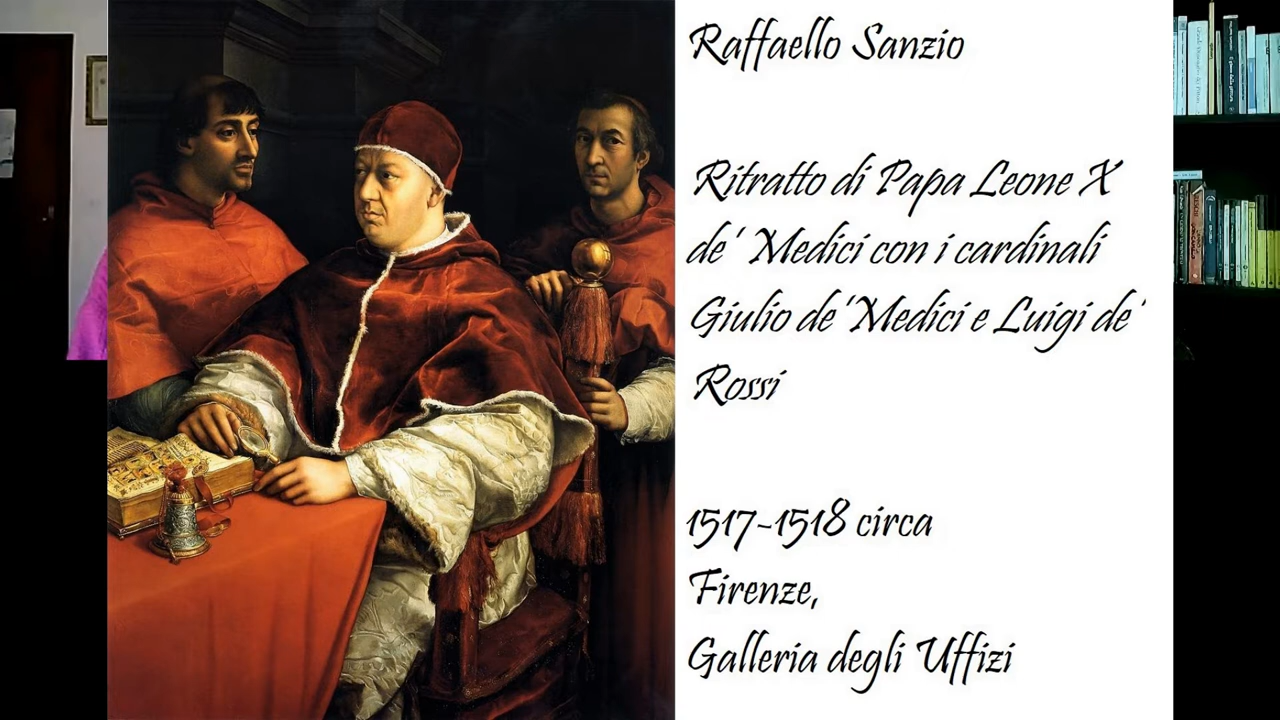 Raffaello Sanzio
Ritratto di Papa Leone X
de' Medici con i cardinali
Giulio de'Medici e Luigi de'
Rossi
1517-1518 circa
Firenze,
Galleria degli Uffizi